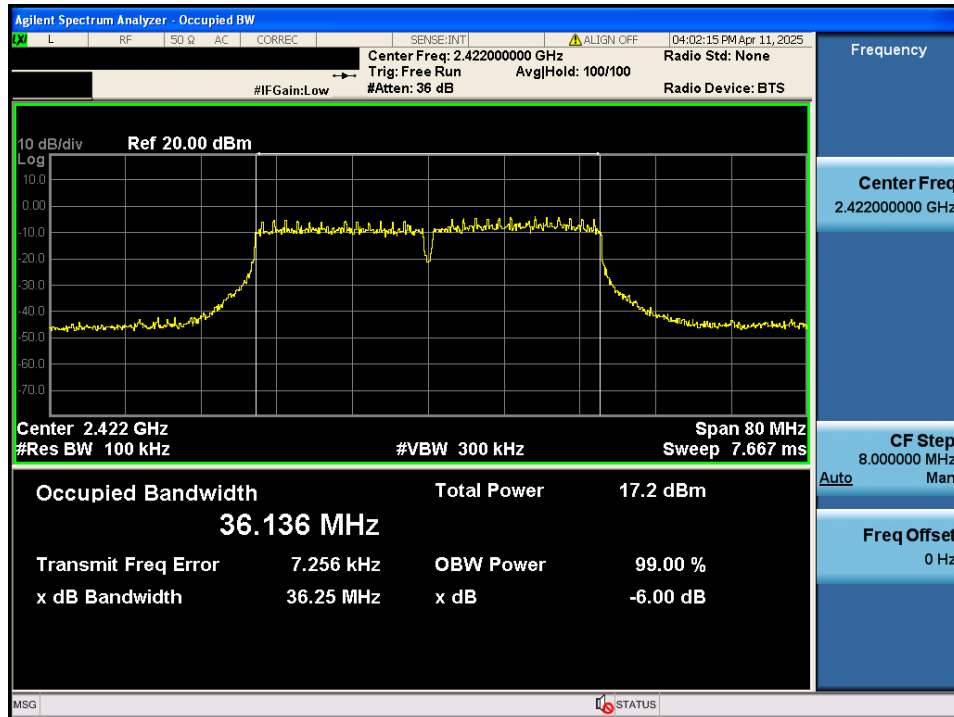 Agilent Spectrum Analyzer - Occupied BW
LXI L RF 50 Ω AC CORREC SENSE:INT ALIGN OFF 04:02:15 PM Apr 11, 2025
Center Freq: 2.422000000 GHz Radio Std: None
Trig: Free Run Avg|Hold: 100/100
#IFGain:Low #Atten: 36 dB Radio Device: BTS
Frequency
10 dB/div Ref 20.00 dBm
Log
10.0
0.00
-10.0
-20.0
-30.0
-40.0
-50.0
-60.0
-70.0
Center 2.422 GHz Span 80 MHz
#Res BW 100 kHz #VBW 300 kHz Sweep 7.667 ms
Center Freq
2.422000000 GHz
CF Step
8.000000 MHz
Auto Man
Freq Offset
0 Hz
Occupied Bandwidth Total Power 17.2 dBm
36.136 MHz
Transmit Freq Error 7.256 kHz OBW Power 99.00 %
x dB Bandwidth 36.25 MHz x dB -6.00 dB
MSG STATUS